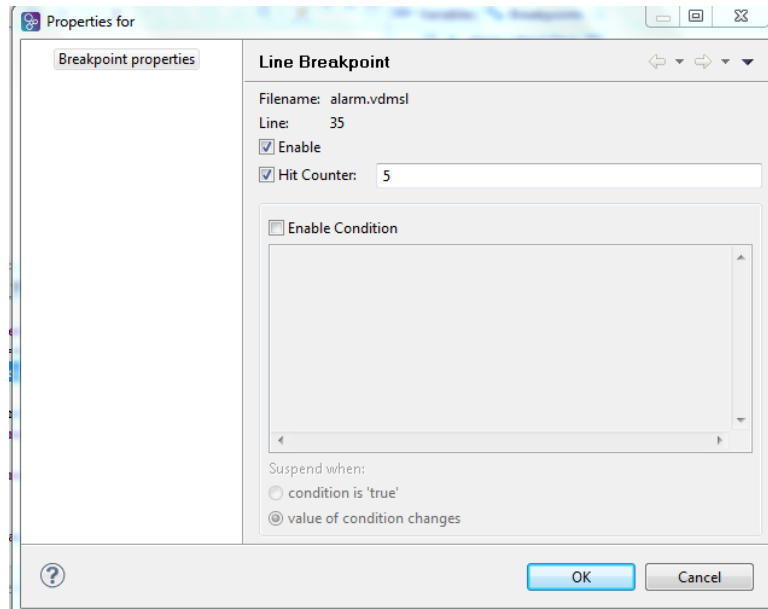 Properties for
Breakpoint properties
Line Breakpoint
Filename: alarm.vdmsl
Line: 35
Enable
Hit Counter: 5
Enable Condition
Suspend when:
condition is 'true'
value of condition changes
OK
Cancel